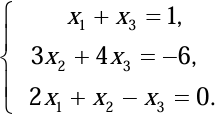 x₁ + x₃ = 1,
3x₂ + 4x₃ = −6,
2x₁ + x₂ − x₃ = 0.